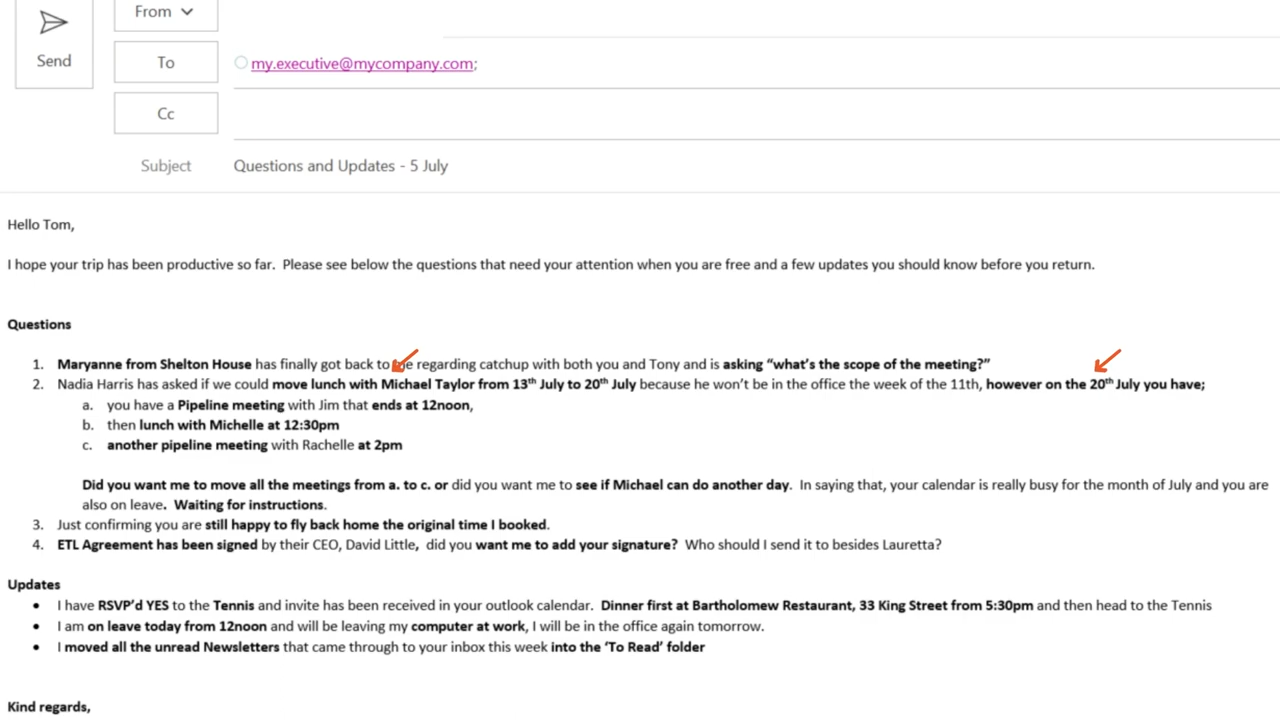 From
Send
To
my.executive@mycompany.com;
Cc
Subject Questions and Updates - 5 July
Hello Tom,
I hope your trip has been productive so far. Please see below the questions that need your attention when you are free and a few updates you should know before you return.
Questions
1. Maryanne from Shelton House has finally got back to me regarding catchup with both you and Tony and is asking “what’s the scope of the meeting?”
2. Nadia Harris has asked if we could move lunch with Michael Taylor from 13th July to 20th July because he won’t be in the office the week of the 11th, however on the 20th July you have;
a. you have a Pipeline meeting with Jim that ends at 12noon,
b. then lunch with Michelle at 12:30pm
c. another pipeline meeting with Rachelle at 2pm
Did you want me to move all the meetings from a. to c. or did you want me to see if Michael can do another day. In saying that, your calendar is really busy for the month of July and you are
also on leave. Waiting for instructions.
3. Just confirming you are still happy to fly back home the original time I booked.
4. ETL Agreement has been signed by their CEO, David Little, did you want me to add your signature? Who should I send it to besides Lauretta?
Updates
• I have RSVP’d YES to the Tennis and invite has been received in your outlook calendar. Dinner first at Bartholomew Restaurant, 33 King Street from 5:30pm and then head to the Tennis
• I am on leave today from 12noon and will be leaving my computer at work, I will be in the office again tomorrow.
• I moved all the unread Newsletters that came through to your inbox this week into the ‘To Read’ folder
Kind regards,